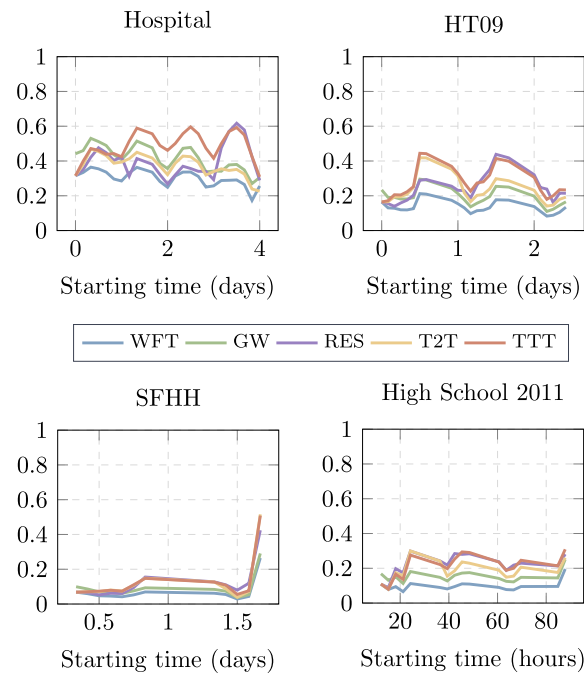 Hospital
HT09
1
0.8
0.6
0.4
0.2
0
0 2 4
Starting time (days)
1
0.8
0.6
0.4
0.2
0
0 1 2
Starting time (days)
WFT GW RES T2T TTT
SFHH
High School 2011
1
0.8
0.6
0.4
0.2
0
0.5 1 1.5
Starting time (days)
1
0.8
0.6
0.4
0.2
0
20 40 60 80
Starting time (hours)